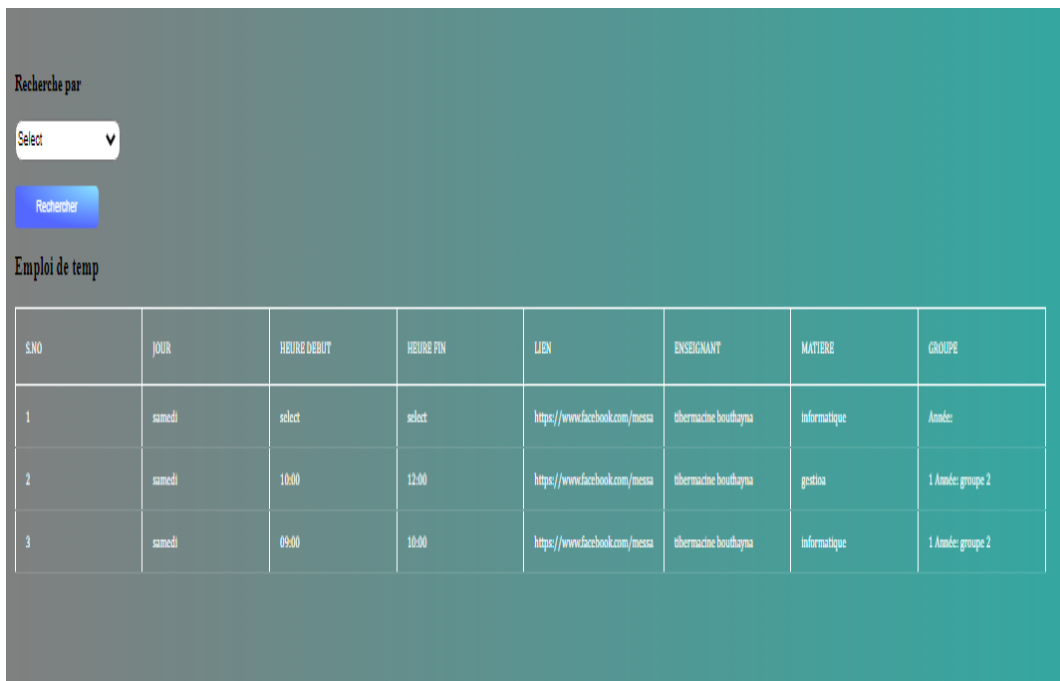 Recherche par
Select
Rechercher
Emploi de temp
S.NO JOUR HEURE DEBUT HEURE FIN LIEN ENSEIGNANT MATIERE GROUPE
1 samedi select select https://www.facebook.com/messa tibermacine bouthayna informatique Année:
2 samedi 10:00 12:00 https://www.facebook.com/messa tibermacine bouthayna gestioa 1 Année: groupe 2
3 samedi 09:00 10:00 https://www.facebook.com/messa tibermacine bouthayna informatique 1 Année: groupe 2